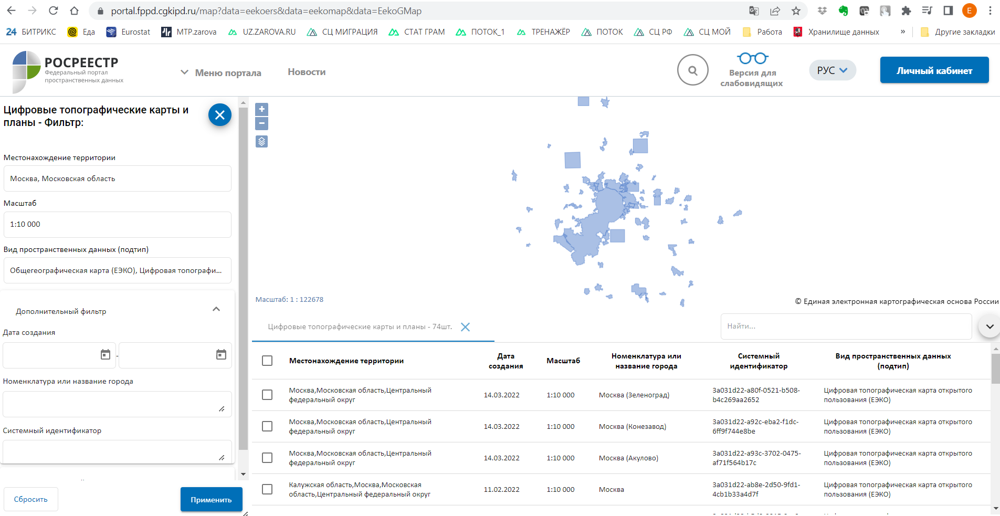 portal.fppd.cgkipd.ru/map?data=eekoers&data=eekomap&data=EekoGMap
E
24 БИТРИКС Еда Eurostat MTP.zarova UZ.ZAROVA.RU СЦ МИГРАЦИЯ СТАТ ГРАМ ПОТОК_1 ТРЕНАЖЁР ПОТОК СЦ РФ СЦ МОЙ Работа Хранилище данных » Другие закладки
РОСРЕЕСТР
Федеральный портал
пространственных данных
Меню портала
Новости
Версия для
слабовидящих
РУС
Личный кабинет
Цифровые топографические карты и
планы - Фильтр:
Местонахождение территории
Москва, Московская область
Масштаб
1:10 000
Вид пространственных данных (подтип)
Общегеографическая карта (ЕЭКО), Цифровая топографи...
Дополнительный фильтр
Дата создания
-
Номенклатура или название города
Системный идентификатор
Сбросить
Применить
+
−
Масштаб: 1 : 122678
© Единая электронная картографическая основа России
Цифровые топографические карты и планы - 74шт.
Найти...
Местонахождение территории
Дата
создания
Масштаб
Номенклатура или
название города
Системный
идентификатор
Вид пространственных данных
(подтип)
Москва,Московская область,Центральный
федеральный округ
14.03.2022
1:10 000
Москва (Зеленоград)
3a031d22-a80f-0521-b508-
b4c269aa2652
Цифровая топографическая карта открытого
пользования (ЕЭКО)
Москва,Московская область,Центральный
федеральный округ
14.03.2022
1:10 000
Москва (Конезавод)
3a031d22-a92c-eba2-f1dc-
6ff9f744e8be
Цифровая топографическая карта открытого
пользования (ЕЭКО)
Москва,Московская область,Центральный
федеральный округ
14.03.2022
1:10 000
Москва (Акулово)
3a031d22-a93c-3702-0475-
af71f564b17c
Цифровая топографическая карта открытого
пользования (ЕЭКО)
Калужская область,Москва,Московская
область,Центральный федеральный округ
11.02.2022
1:10 000
Москва
3a031d22-ab8e-2d50-9fd1-
4cb1b33a4d7f
Цифровая топографическая карта открытого
пользования (ЕЭКО)